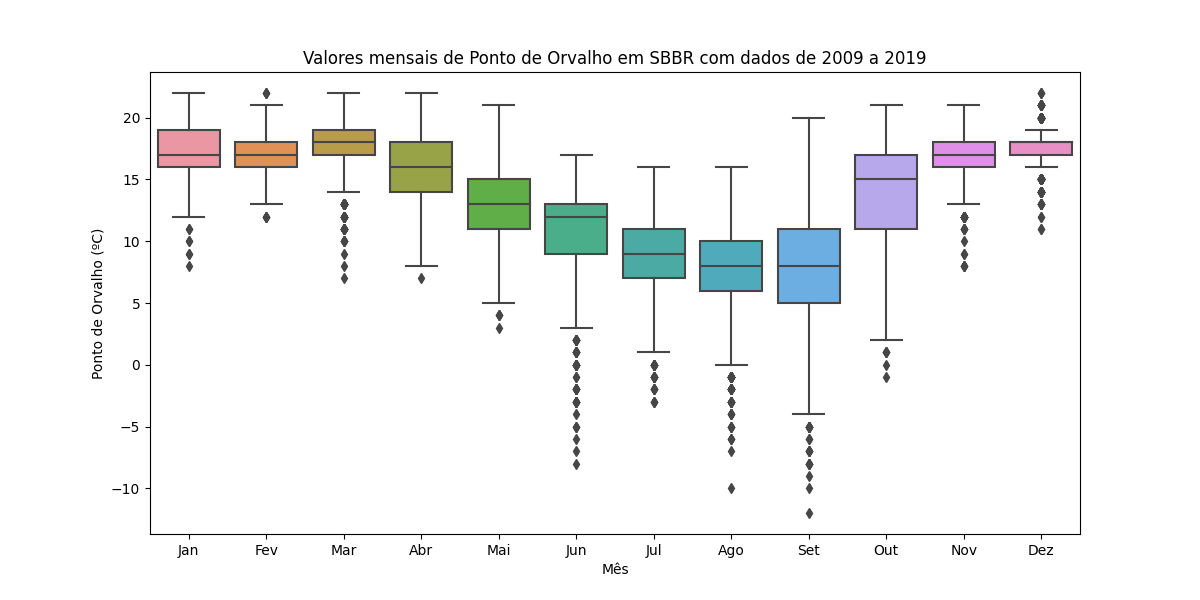 Valores mensais de Ponto de Orvalho em SBBR com dados de 2009 a 2019
Ponto de Orvalho (ºC)
20
15
10
5
0
−5
−10
Jan Fev Mar Abr Mai Jun Jul Ago Set Out Nov Dez
Mês